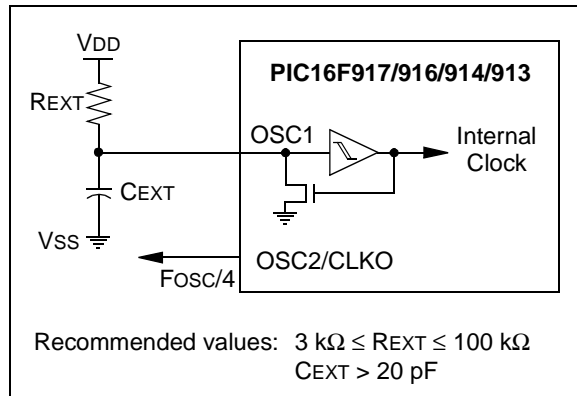 VDD
PIC16F917/916/914/913
REXT
OSC1
Internal
Clock
CEXT
VSS
OSC2/CLKO
FOSC/4
Recommended values: 3 kΩ ≤ REXT ≤ 100 kΩ
CEXT > 20 pF